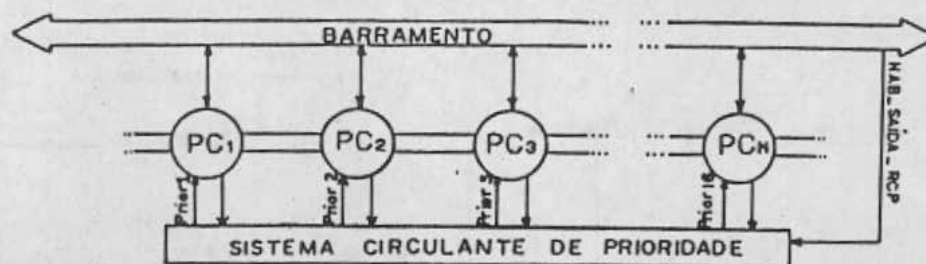 BARRAMENTO
HAB_SAÍDA_RCP
PC1
PC2
PC3
PCN
Prior 1
Prior 2
Prior 3
Prior 16
SISTEMA CIRCULANTE DE PRIORIDADE